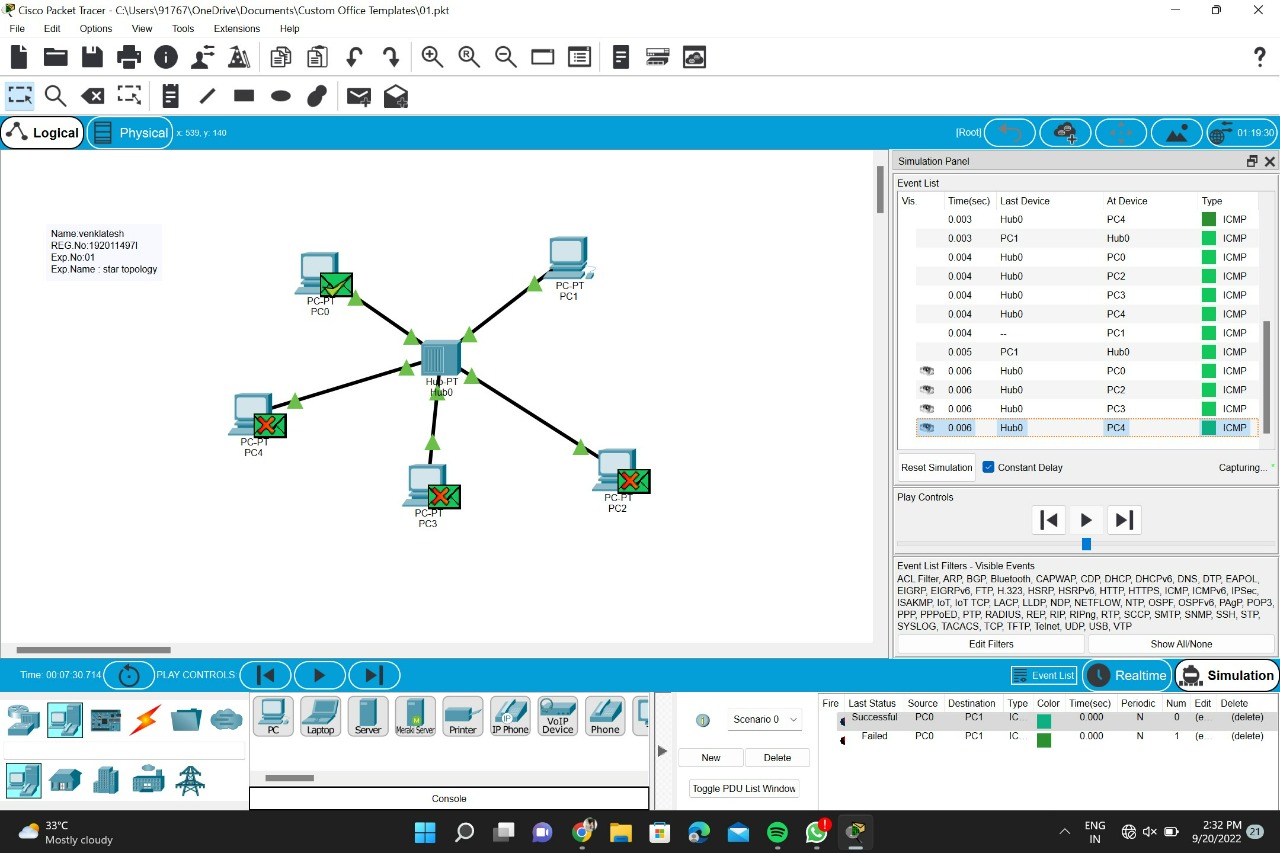 Cisco Packet Tracer - C:\Users\91767\OneDrive\Documents\Custom Office Templates\01.pkt
File Edit Options View Tools Extensions Help
Logical Physical x: 539, y: 140 [Root] 01:19:30
Name:venklatesh
REG.No:192011497l
Exp.No:01
Exp.Name : star topology
PC-PT
PC0
PC-PT
PC1
Hub-PT
Hub0
PC-PT
PC4
PC-PT
PC3
PC-PT
PC2
Simulation Panel
Event List
Vis. Time(sec) Last Device At Device Type
0.003 Hub0 PC4 ICMP
0.003 PC1 Hub0 ICMP
0.004 Hub0 PC0 ICMP
0.004 Hub0 PC2 ICMP
0.004 Hub0 PC3 ICMP
0.004 Hub0 PC4 ICMP
0.004 -- PC1 ICMP
0.005 PC1 Hub0 ICMP
0.006 Hub0 PC0 ICMP
0.006 Hub0 PC2 ICMP
0.006 Hub0 PC3 ICMP
0.006 Hub0 PC4 ICMP
Reset Simulation Constant Delay Capturing...
Play Controls
Event List Filters - Visible Events
ACL Filter, ARP, BGP, Bluetooth, CAPWAP, CDP, DHCP, DHCPv6, DNS, DTP, EAPOL,
EIGRP, EIGRPv6, FTP, H.323, HSRP, HSRPv6, HTTP, HTTPS, ICMP, ICMPv6, IPSec,
ISAKMP, IoT, IoT TCP, LACP, LLDP, NDP, NETFLOW, NTP, OSPF, OSPFv6, PAgP, POP3,
PPP, PPPoED, PTP, RADIUS, REP, RIP, RIPng, RTP, SCCP, SMTP, SNMP, SSH, STP,
SYSLOG, TACACS, TCP, TFTP, Telnet, UDP, USB, VTP
Edit Filters Show All/None
Time: 00:07:30.714 PLAY CONTROLS: Event List Realtime Simulation
PC Laptop Server Meraki Server Printer IP Phone VoIP Device Phone
Console
Scenario 0
New Delete
Toggle PDU List Window
Fire Last Status Source Destination Type Color Time(sec) Periodic Num Edit Delete
Successful PC0 PC1 IC... 0.000 N 0 (e... (delete)
Failed PC0 PC1 IC... 0.000 N 1 (e... (delete)
33°C
Mostly cloudy
ENG
IN
2:32 PM
9/20/2022
21